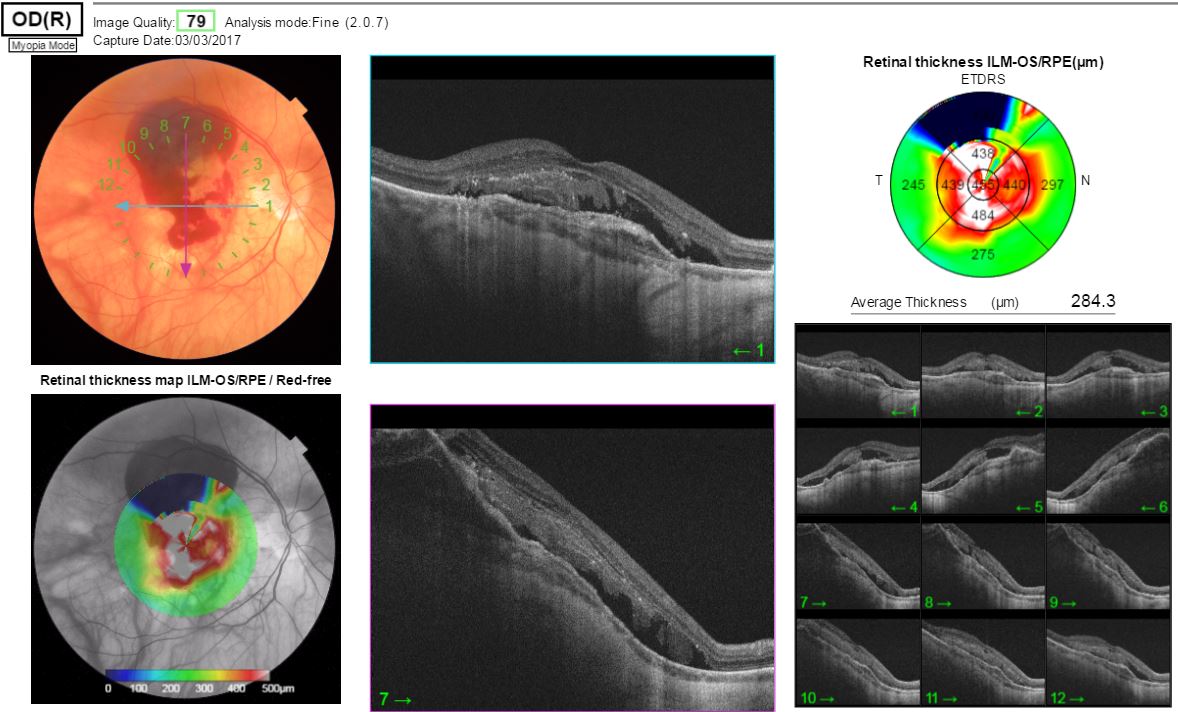 OD(R)
Myopia Mode
Image Quality: 79 Analysis mode:Fine (2.0.7)
Capture Date:03/03/2017
7
8 6
9 5
10 4
11 3
12 2
1
← 1
Retinal thickness ILM-OS/RPE(µm)
ETDRS
438
T 245 439 485 440 297 N
484
275
Average Thickness (µm) 284.3
Retinal thickness map ILM-OS/RPE / Red-free
0 100 200 300 400 500µm
7 →
← 1 ← 2 ← 3
← 4 ← 5 ← 6
7 → 8 → 9 →
10 → 11 → 12 →